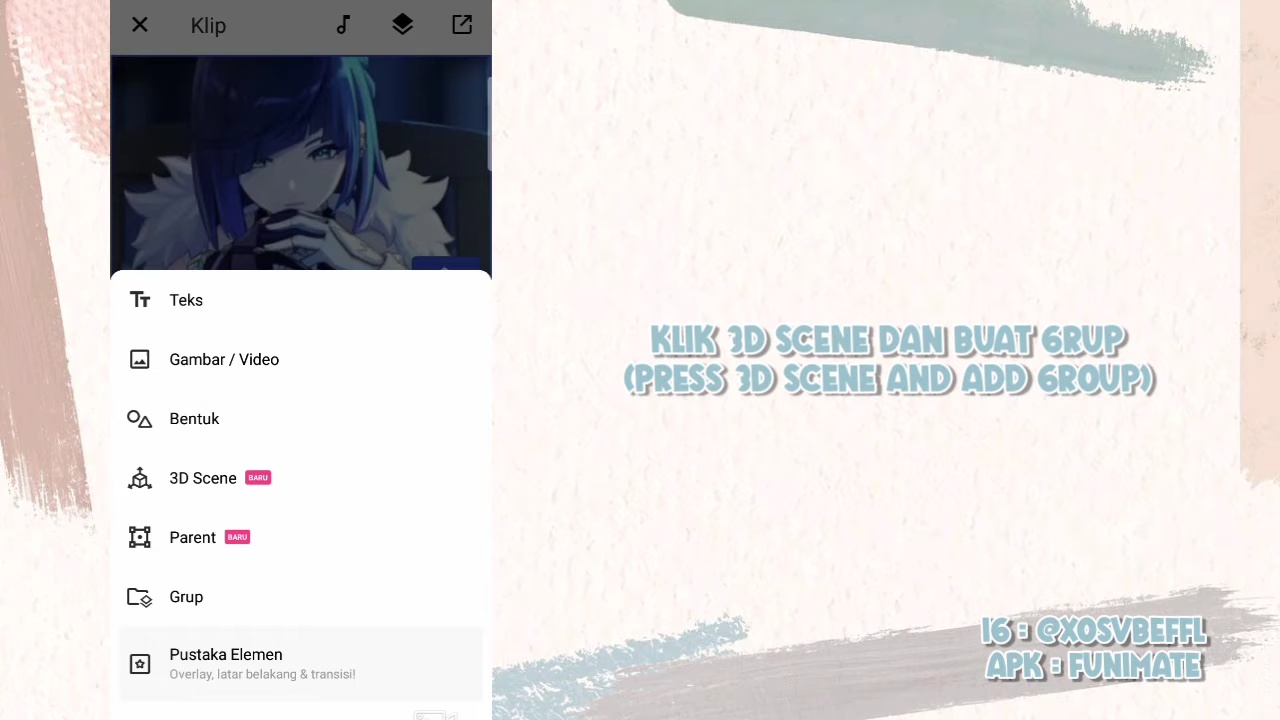 Klip
Teks
Gambar / Video
Bentuk
3D Scene BARU
Parent BARU
Grup
Pustaka Elemen
Overlay, latar belakang & transisi!
KLIK 3D SCENE DAN BUAT GRUP
(PRESS 3D SCENE AND ADD GROUP)
IG : @XOSVBEFFL
APK : FUNIMATE